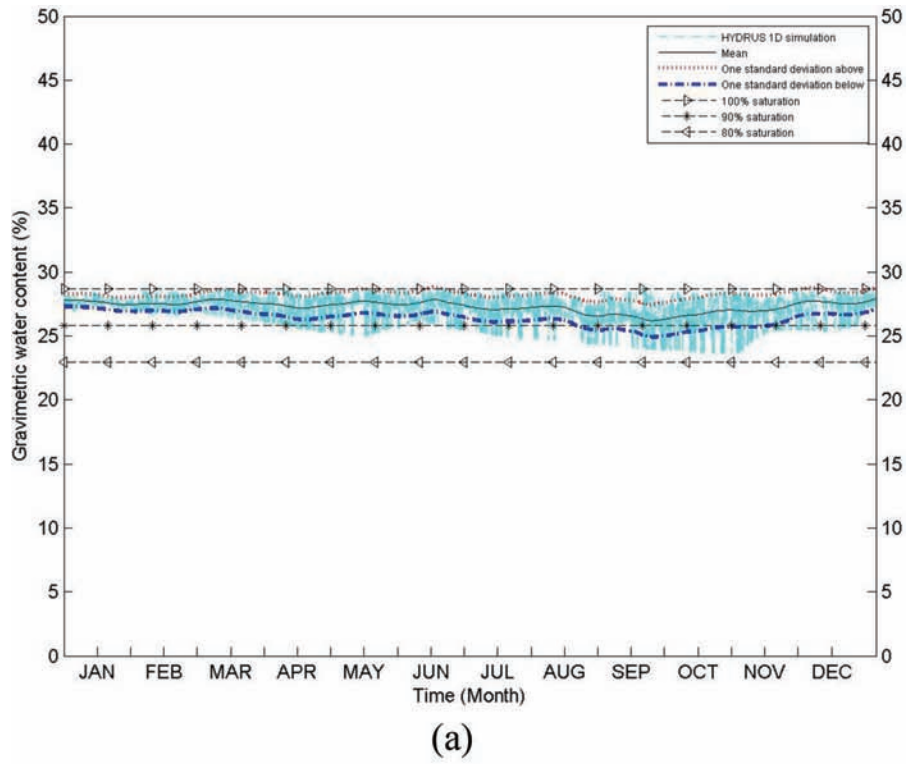 50
45
40
35
30
25
20
15
10
5
0
Gravimetric water content (%)
HYDRUS 1D simulation
Mean
One standard deviation above
One standard deviation below
100% saturation
90% saturation
80% saturation
50
45
40
35
30
25
20
15
10
5
0
JAN FEB MAR APR MAY JUN JUL AUG SEP OCT NOV DEC
Time (Month)
(a)